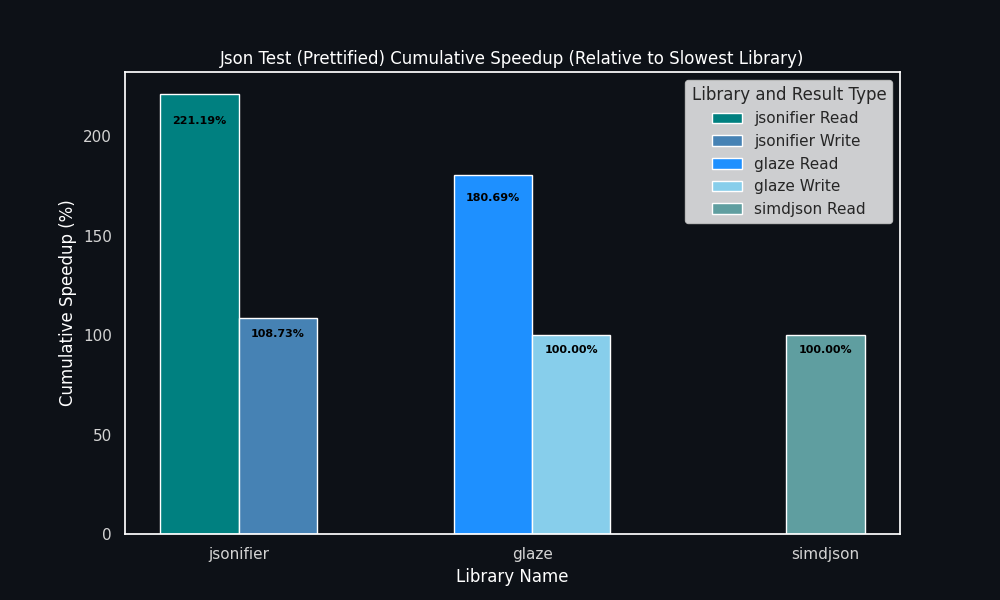 Json Test (Prettified) Cumulative Speedup (Relative to Slowest Library)
Library and Result Type
jsonifier Read
jsonifier Write
glaze Read
glaze Write
simdjson Read
Cumulative Speedup (%)
200
150
100
50
0
221.19%
108.73%
180.69%
100.00%
100.00%
jsonifier
glaze
simdjson
Library Name